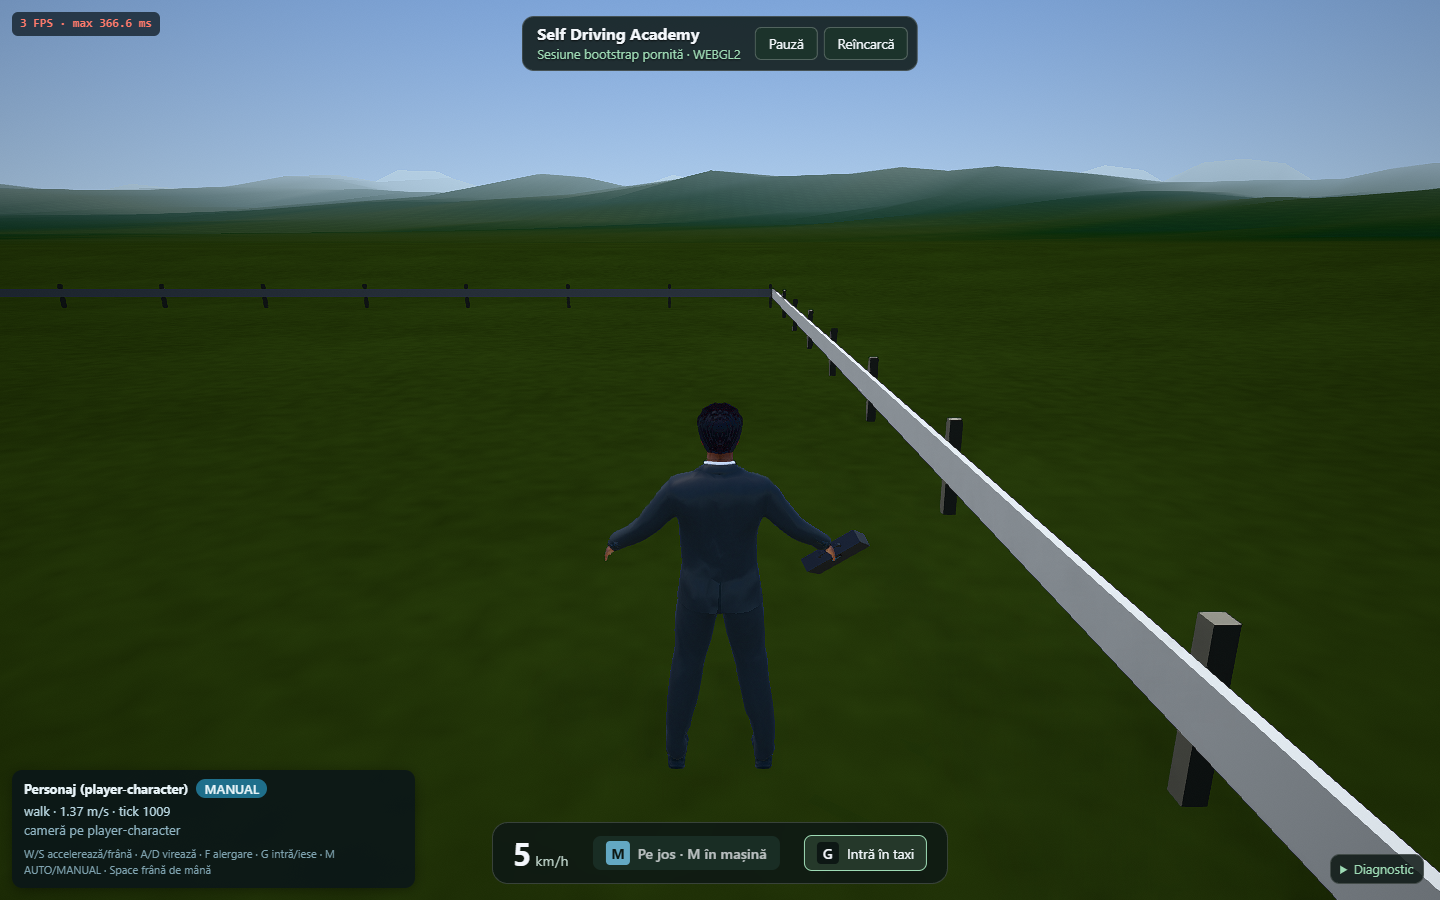 3 FPS · max 366.6 ms
Self Driving Academy
Sesiune bootstrap pornită · WEBGL2
Pauză
Reîncarcă
Personaj (player-character) MANUAL
walk · 1.37 m/s · tick 1009
cameră pe player-character
W/S accelerează/frână · A/D virează · F alergare · G intră/iese · M
AUTO/MANUAL · Space frână de mână
5 km/h
M Pe jos · M în mașină
G Intră în taxi
▶ Diagnostic